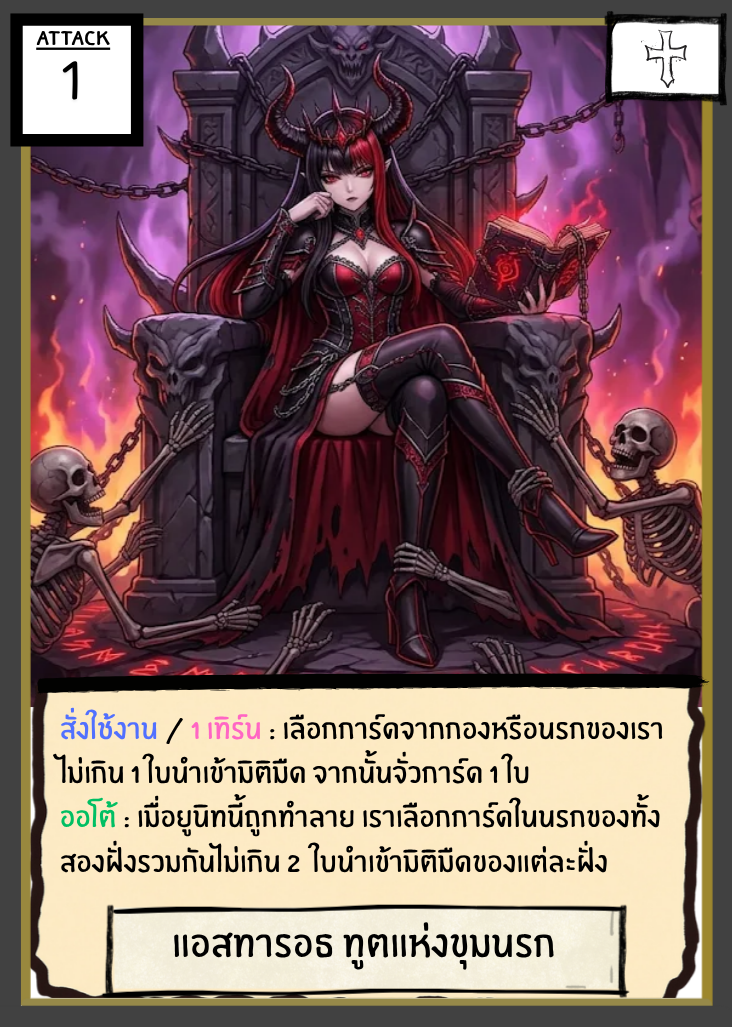 ATTACK
1
สั่งใช้งาน / 1 เทิร์น : เลือกการ์ดจากกองหรือนรกของเรา
ไม่เกิน 1 ใบนำเข้ามิติมืด จากนั้นจั่วการ์ด 1 ใบ
ออโต้ : เมื่อยูนิทนี้ถูกทำลาย เราเลือกการ์ดในนรกของทั้ง
สองฝั่งรวมกันไม่เกิน 2 ใบนำเข้ามิติมืดของแต่ละฝั่ง
แอสทารอธ ทูตแห่งขุมนรก